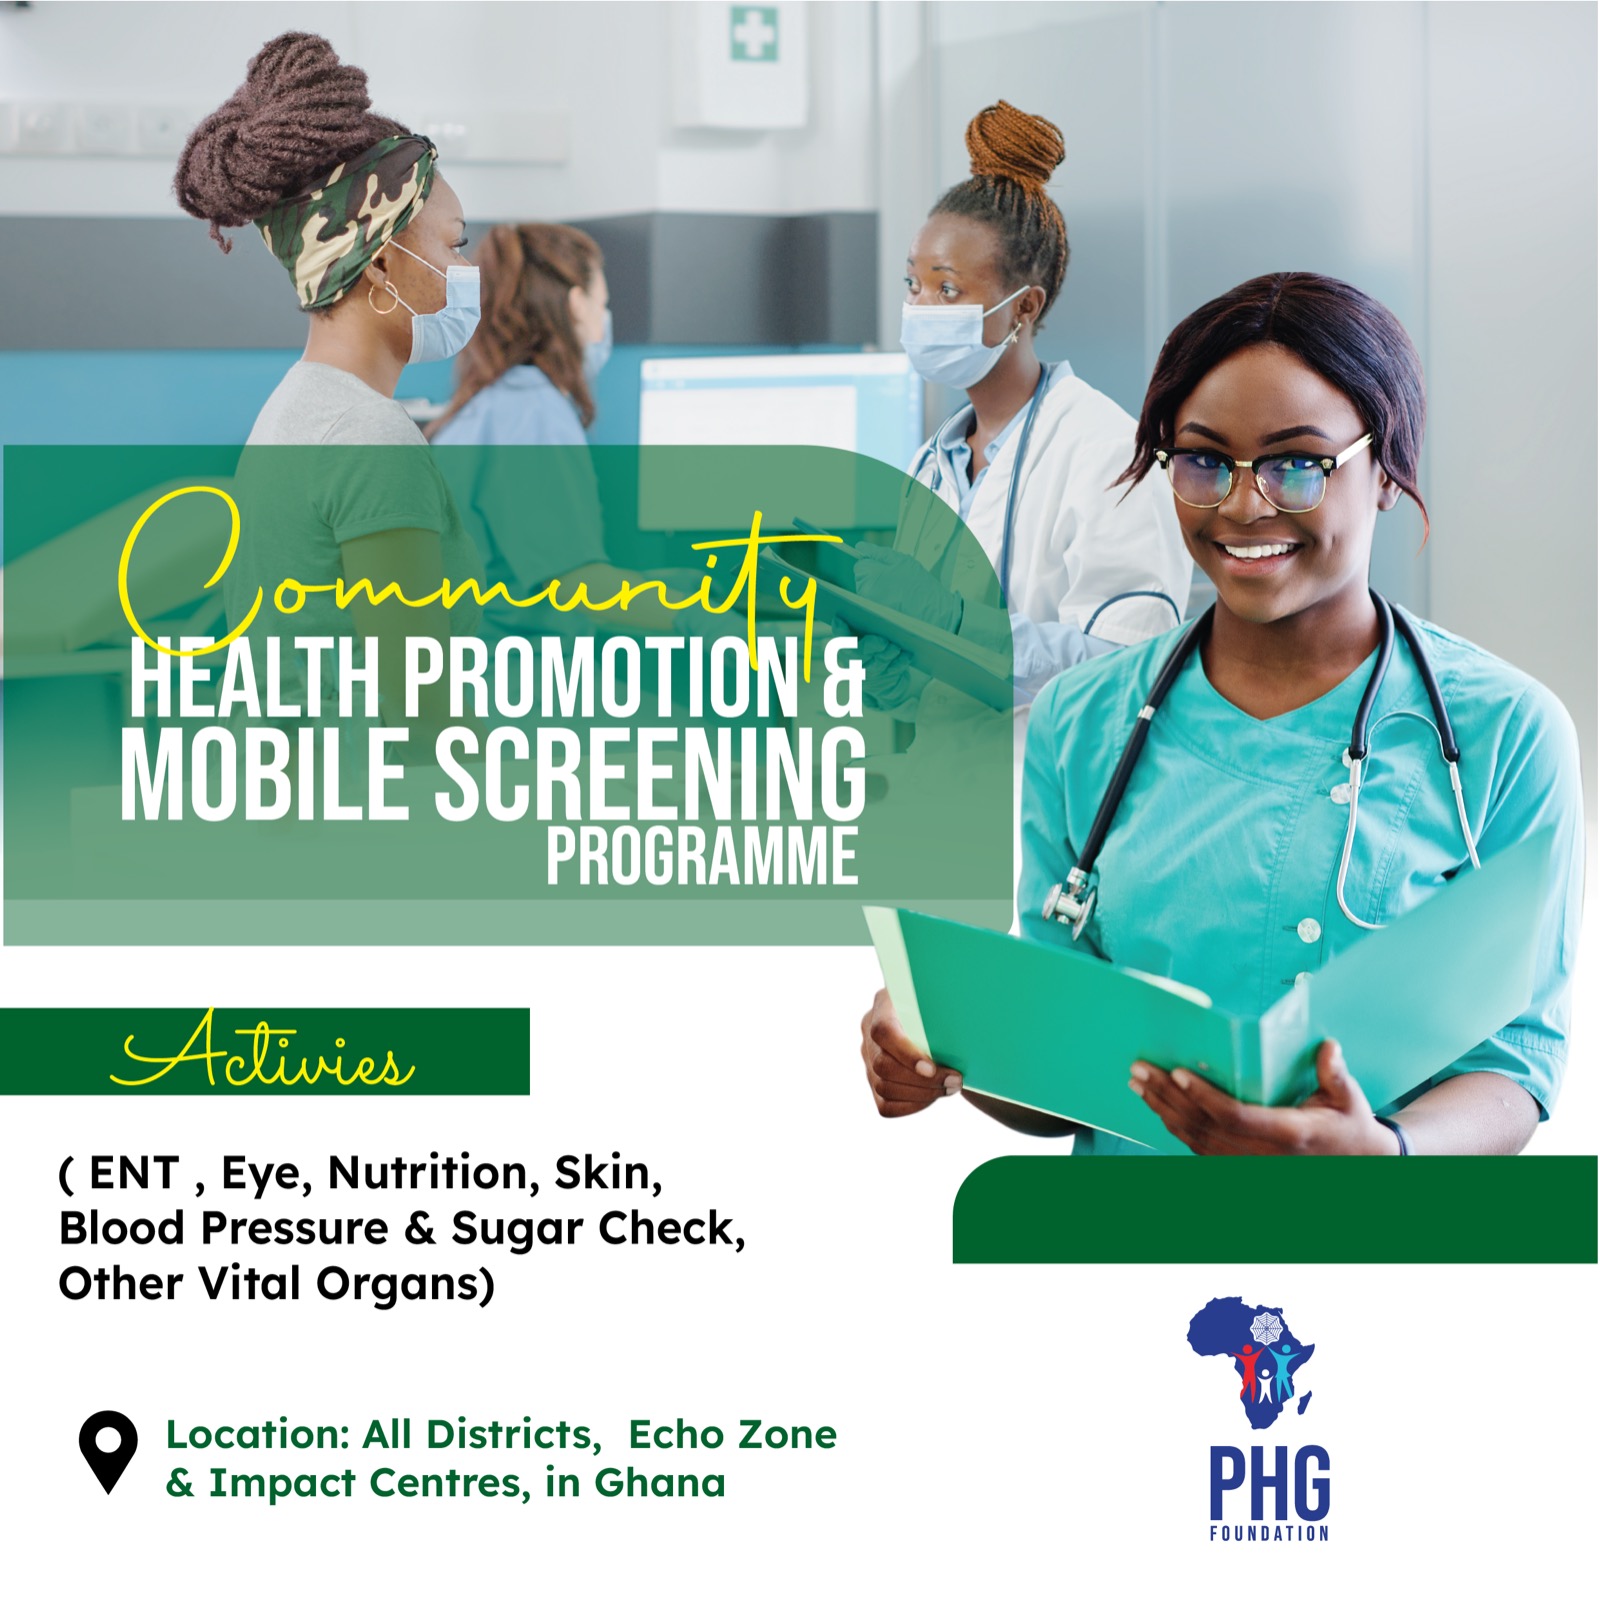 Community
HEALTH PROMOTION &
MOBILE SCREENING
PROGRAMME
Activies
( ENT , Eye, Nutrition, Skin,
Blood Pressure & Sugar Check,
Other Vital Organs)
Location: All Districts, Echo Zone
& Impact Centres, in Ghana
PHG
FOUNDATION